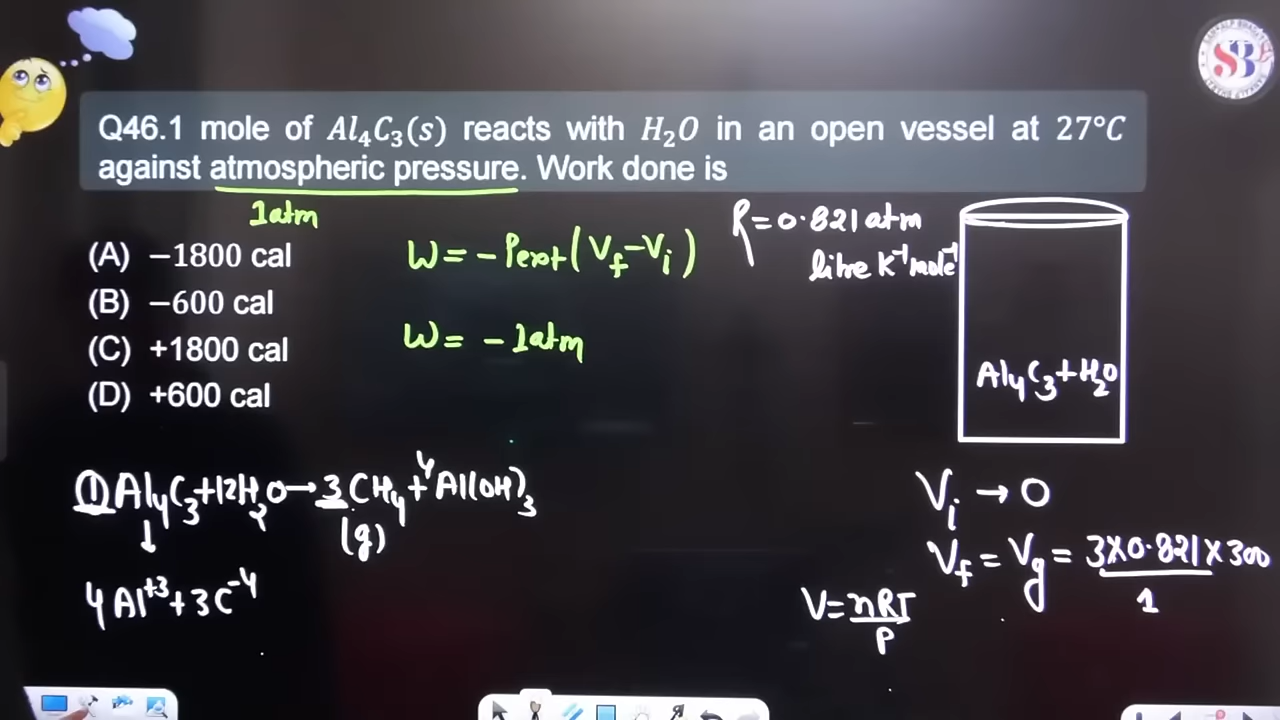 Q46.1 mole of Al₄C₃(s) reacts with H₂O in an open vessel at 27°C
against atmospheric pressure. Work done is
1atm
(A) −1800 cal
(B) −600 cal
(C) +1800 cal
(D) +600 cal
W = -Pext(Vf-Vi)
W = - 1atm
R = 0.821 atm
litre K⁻¹ mole⁻¹
Al₄C₃+H₂O
① Al₄C₃+12H₂O→3CH₄+4Al(OH)₃
(g)
↓
4Al⁺³+3C⁻⁴
Vi → 0
Vf = Vg = 3×0.821×300
1
V=nRT
P
SB